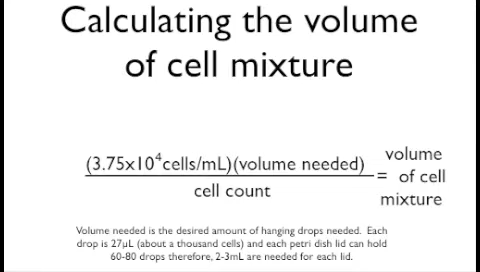 Calculating the volume
of cell mixture
(3.75x10⁴cells/mL)(volume needed)
cell count
= volume
of cell
mixture
Volume needed is the desired amount of hanging drops needed. Each
drop is 27µL (about a thousand cells) and each petri dish lid can hold
60-80 drops therefore, 2-3mL are needed for each lid.